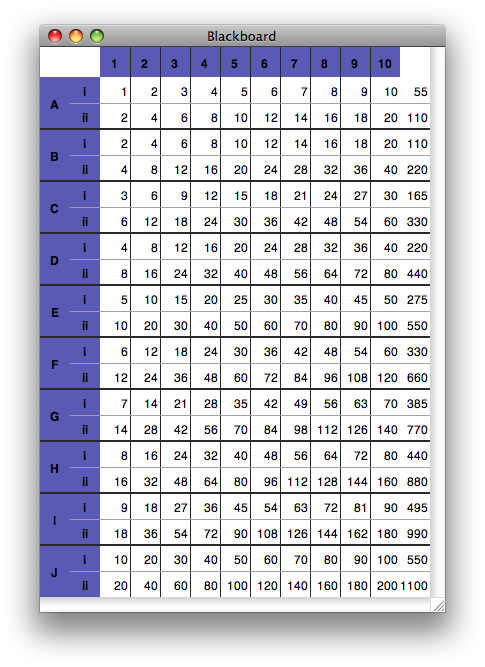 Blackboard
1 2 3 4 5 6 7 8 9 10
A i 1 2 3 4 5 6 7 8 9 10 55
ii 2 4 6 8 10 12 14 16 18 20 110
B i 2 4 6 8 10 12 14 16 18 20 110
ii 4 8 12 16 20 24 28 32 36 40 220
C i 3 6 9 12 15 18 21 24 27 30 165
ii 6 12 18 24 30 36 42 48 54 60 330
D i 4 8 12 16 20 24 28 32 36 40 220
ii 8 16 24 32 40 48 56 64 72 80 440
E i 5 10 15 20 25 30 35 40 45 50 275
ii 10 20 30 40 50 60 70 80 90 100 550
F i 6 12 18 24 30 36 42 48 54 60 330
ii 12 24 36 48 60 72 84 96 108 120 660
G i 7 14 21 28 35 42 49 56 63 70 385
ii 14 28 42 56 70 84 98 112 126 140 770
H i 8 16 24 32 40 48 56 64 72 80 440
ii 16 32 48 64 80 96 112 128 144 160 880
I i 9 18 27 36 45 54 63 72 81 90 495
ii 18 36 54 72 90 108 126 144 162 180 990
J i 10 20 30 40 50 60 70 80 90 100 550
ii 20 40 60 80 100 120 140 160 180 200 1100